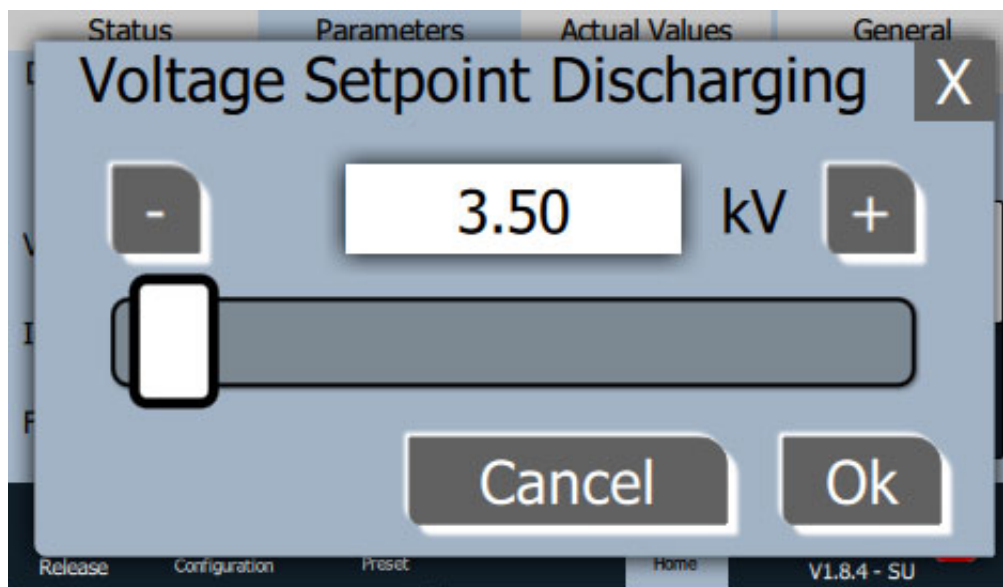 Status Parameters Actual Values General
Voltage Setpoint Discharging X
- 3.50 kV +
Cancel Ok
Release Configuration Preset Home V1.8.4 - SU